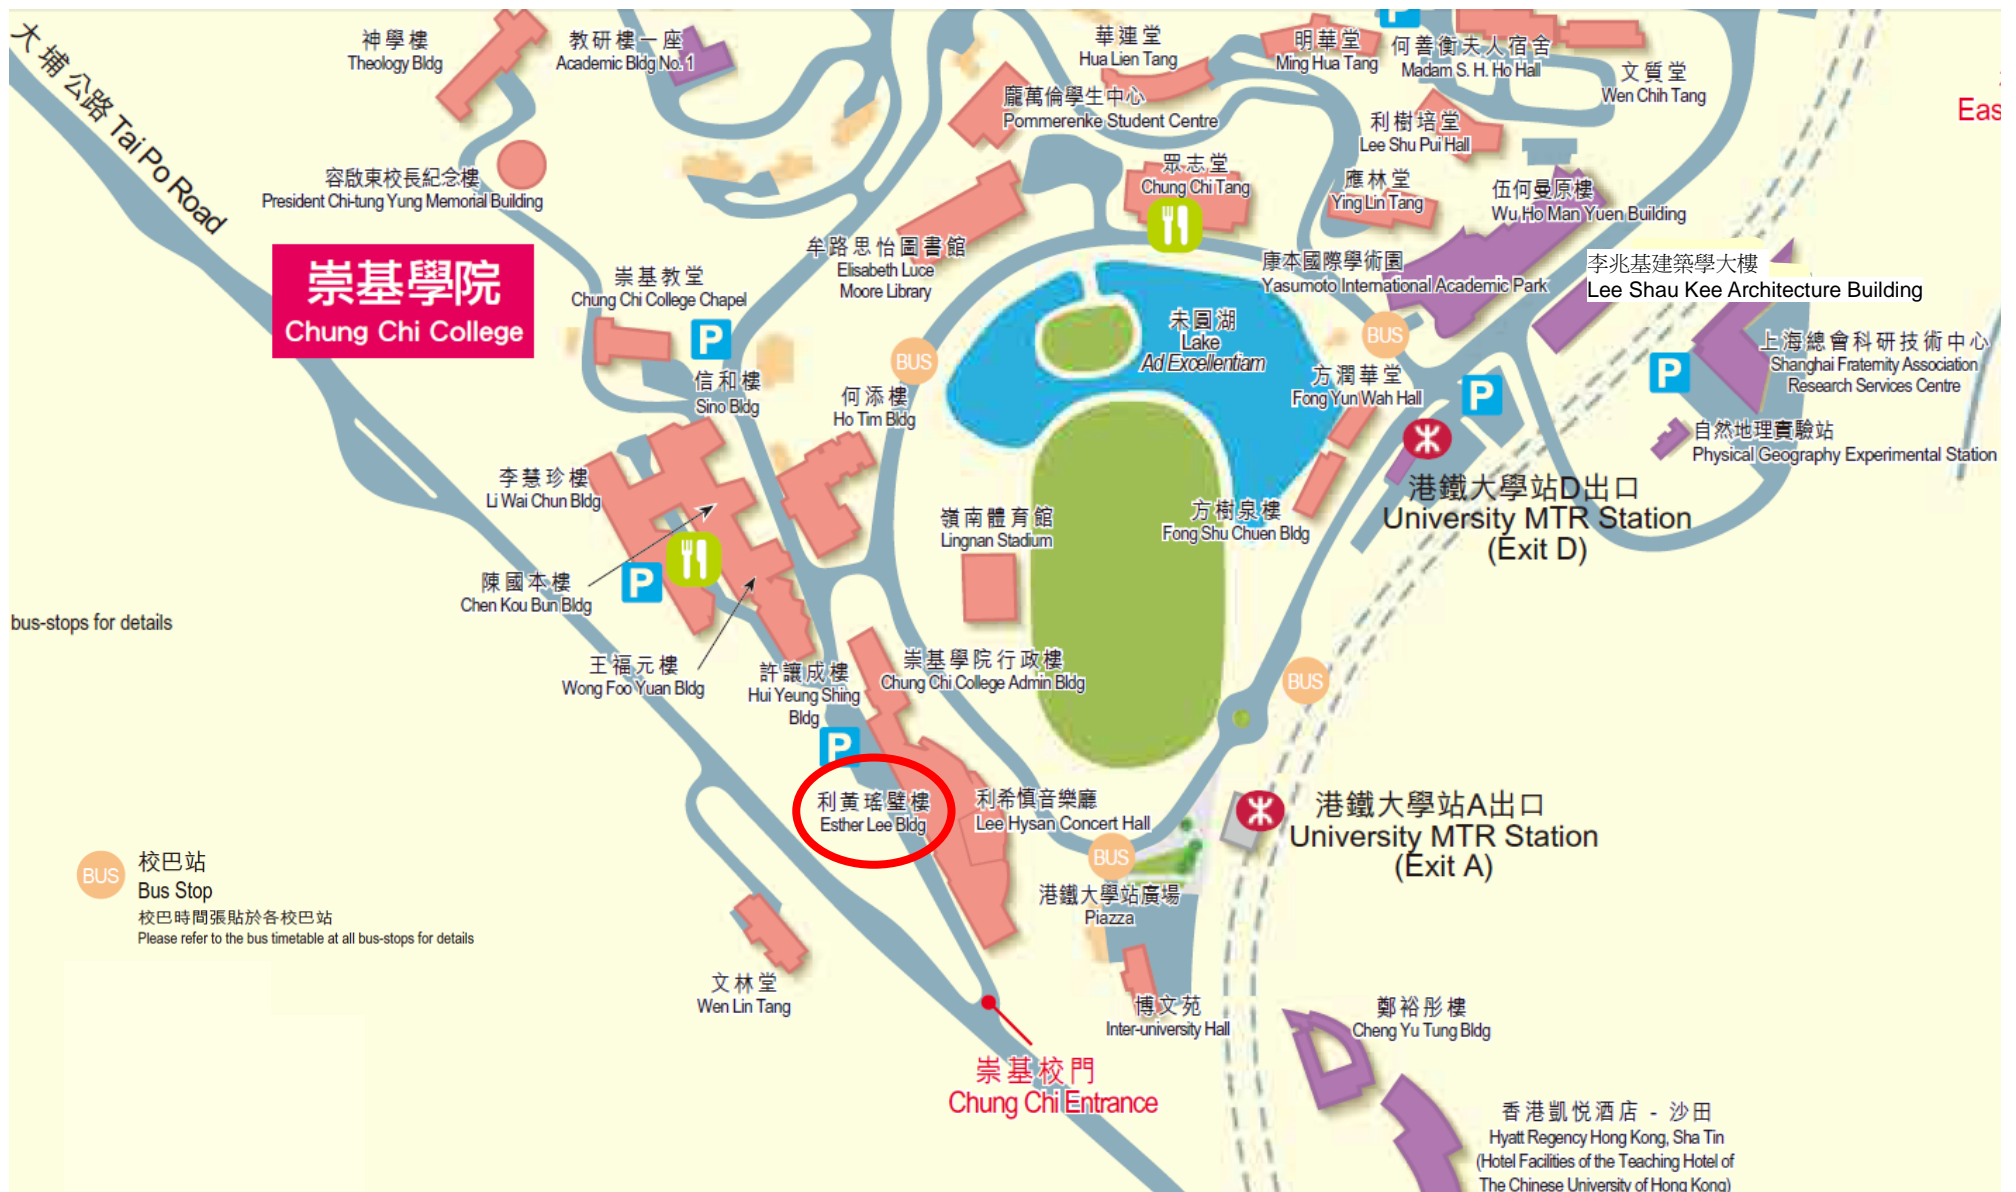 大埔公路 Tai Po Road
神學樓
Theology Bldg
教研樓一座
Academic Bldg No. 1
華連堂
Hua Lien Tang
明華堂
Ming Hua Tang
P
何善衡夫人宿舍
Madam S. H. Ho Hall
文質堂
Wen Chih Tang
Eas
龐萬倫學生中心
Pommerenke Student Centre
利樹培堂
Lee Shu Pui Hall
容啟東校長紀念樓
President Chi-tung Yung Memorial Building
眾志堂
Chung Chi Tang
應林堂
Ying Lin Tang
伍何曼原樓
Wu Ho Man Yuen Building
崇基學院
Chung Chi College
崇基教堂
Chung Chi College Chapel
牟路思怡圖書館
Elisabeth Luce
Moore Library
康本國際學術園
Yasumoto International Academic Park
李兆基建築學大樓
Lee Shau Kee Architecture Building
P
BUS
未圓湖
Lake
Ad Excellentiam
BUS
上海總會科研技術中心
Shanghai Fraternity Association
Research Services Centre
P
信和樓
Sino Bldg
何添樓
Ho Tim Bldg
方潤華堂
Fong Yun Wah Hall
P
自然地理實驗站
Physical Geography Experimental Station
李慧珍樓
Li Wai Chun Bldg
港鐵大學站D出口
University MTR Station
(Exit D)
嶺南體育館
Lingnan Stadium
方樹泉樓
Fong Shu Chuen Bldg
陳國本樓
Chen Kou Bun Bldg
P
bus-stops for details
王福元樓
Wong Foo Yuan Bldg
許讓成樓
Hui Yeung Shing
Bldg
崇基學院行政樓
Chung Chi College Admin Bldg
BUS
P
利黃瑤璧樓
Esther Lee Bldg
利希慎音樂廳
Lee Hysan Concert Hall
港鐵大學站A出口
University MTR Station
(Exit A)
BUS
港鐵大學站廣場
Piazza
BUS
校巴站
Bus Stop
校巴時間張貼於各校巴站
Please refer to the bus timetable at all bus-stops for details
文林堂
Wen Lin Tang
博文苑
Inter-university Hall
鄭裕彤樓
Cheng Yu Tung Bldg
崇基校門
Chung Chi Entrance
香港凱悦酒店 - 沙田
Hyatt Regency Hong Kong, Sha Tin
(Hotel Facilities of the Teaching Hotel of
The Chinese University of Hong Kong)